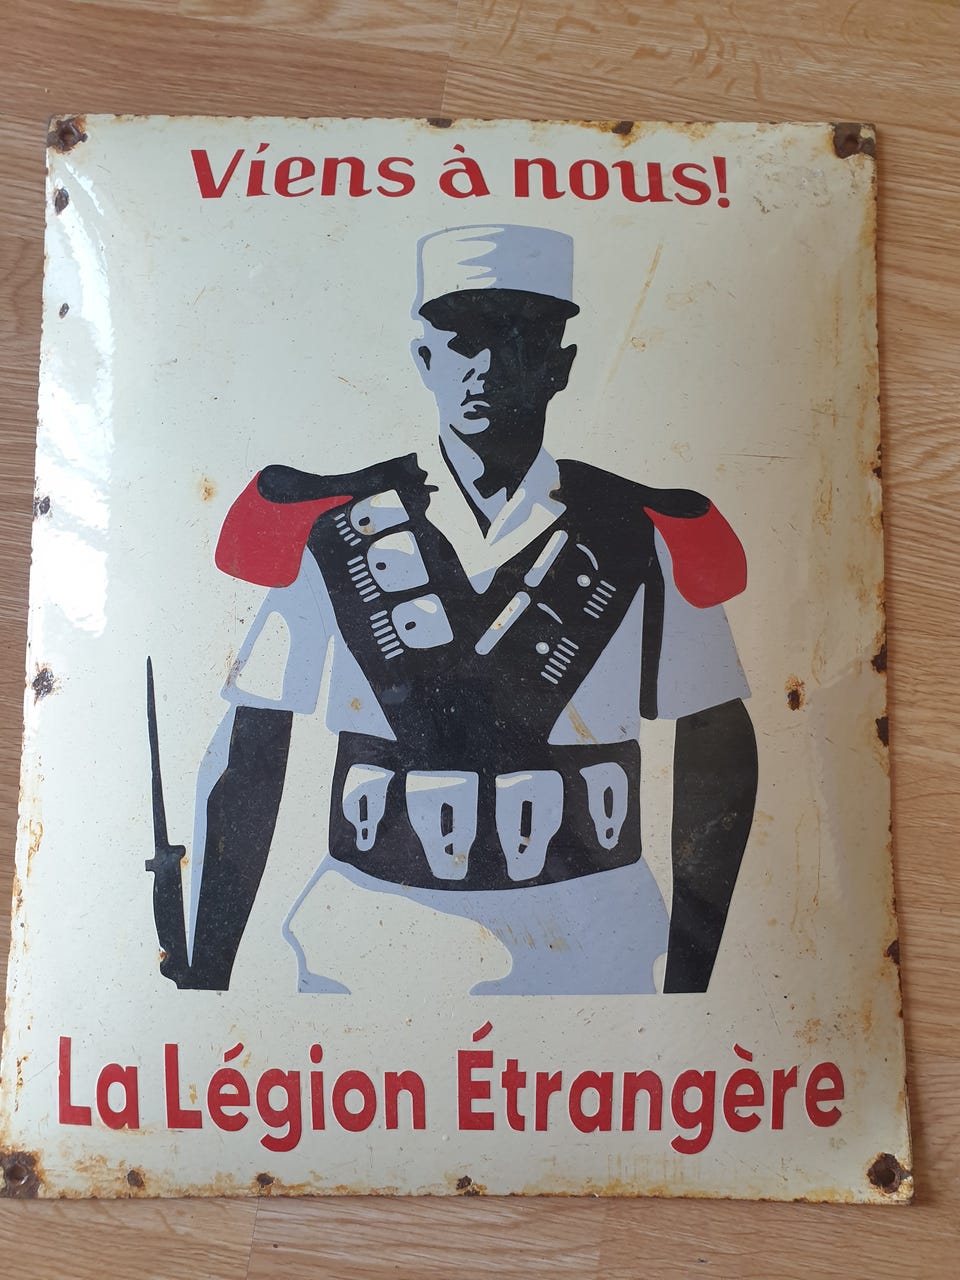 Viens à nous!
La Légion Étrangère